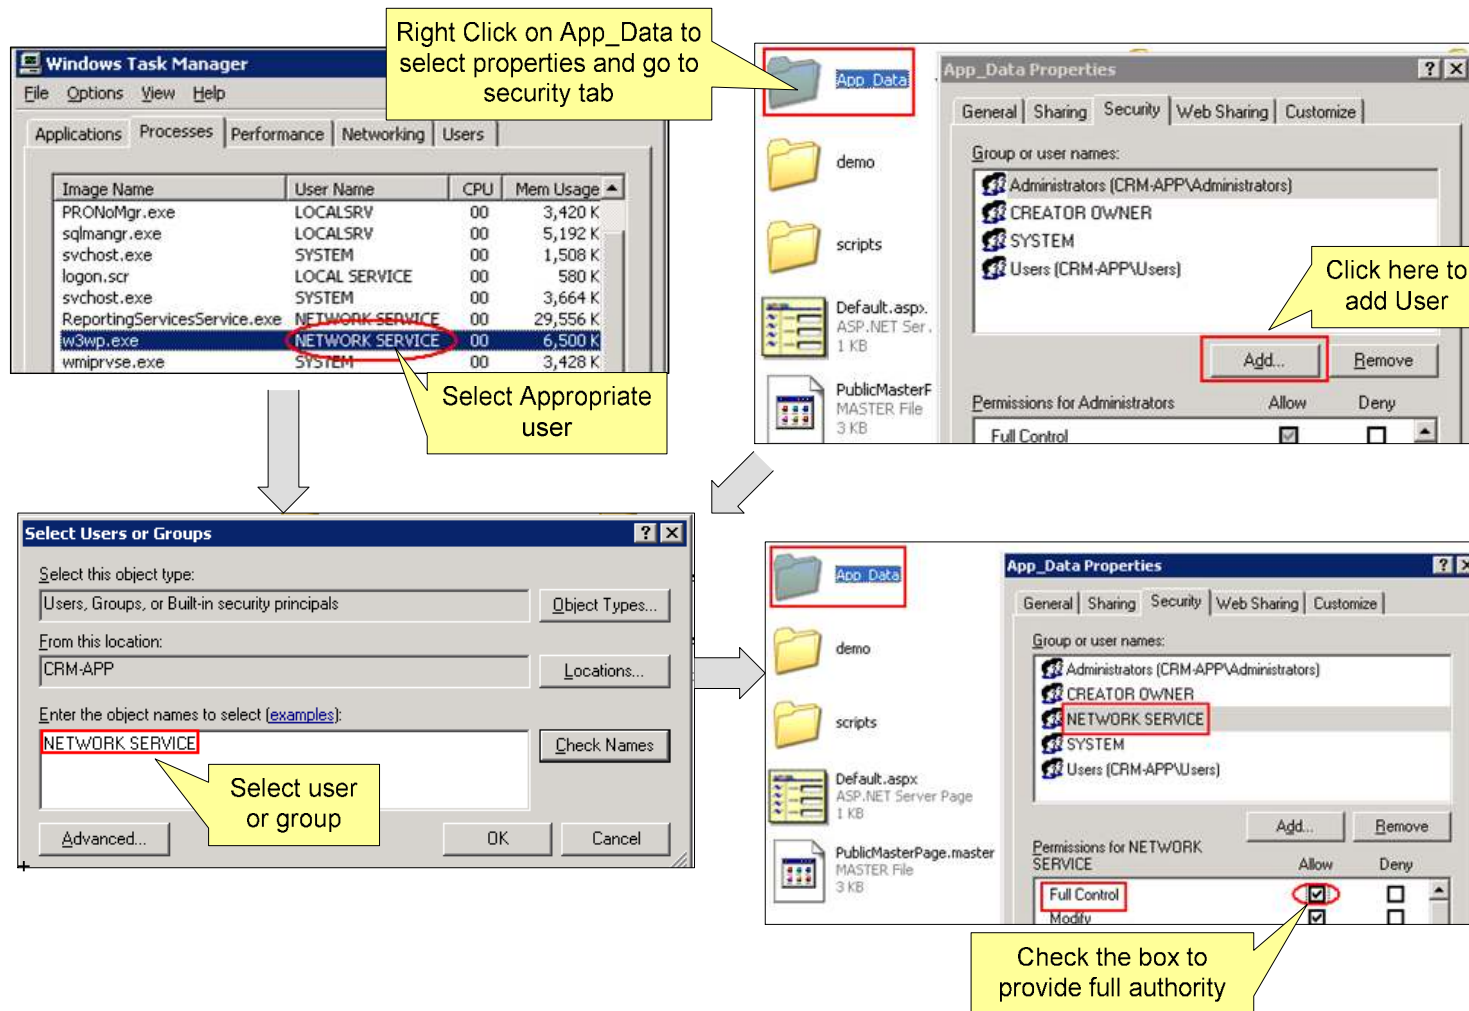 Right Click on App_Data to
select properties and go to
security tab
Windows Task Manager
File Options View Help
Applications Processes Performance Networking Users
Image Name User Name CPU Mem Usage
PRONoMgr.exe LOCALSRV 00 3,420 K
sqlmangr.exe LOCALSRV 00 5,192 K
svchost.exe SYSTEM 00 1,508 K
logon.scr LOCAL SERVICE 00 580 K
svchost.exe SYSTEM 00 3,664 K
ReportingServicesService.exe NETWORK SERVICE 00 29,556 K
w3wp.exe NETWORK SERVICE 00 6,500 K
wmiprvse.exe SYSTEM 00 3,428 K
Select Appropriate
user
App_Data
demo
scripts
Default.aspx
ASP.NET Ser
1 KB
PublicMasterF
MASTER File
3 KB
App_Data Properties
General Sharing Security Web Sharing Customize
Group or user names:
Administrators (CRM-APP\Administrators)
CREATOR OWNER
SYSTEM
Users (CRM-APP\Users)
Click here to
add User
Add... Remove
Permissions for Administrators Allow Deny
Full Control
Select Users or Groups
Select this object type:
Users, Groups, or Built-in security principals
Object Types...
From this location:
CRM-APP
Locations...
Enter the object names to select (examples):
NETWORK SERVICE
Check Names
Select user
or group
Advanced... OK Cancel
App_Data
demo
scripts
Default.aspx
ASP.NET Server Page
1 KB
PublicMasterPage.master
MASTER File
3 KB
App_Data Properties
General Sharing Security Web Sharing Customize
Group or user names:
Administrators (CRM-APP\Administrators)
CREATOR OWNER
NETWORK SERVICE
SYSTEM
Users (CRM-APP\Users)
Add... Remove
Permissions for NETWORK
SERVICE Allow Deny
Full Control
Modify
Check the box to
provide full authority